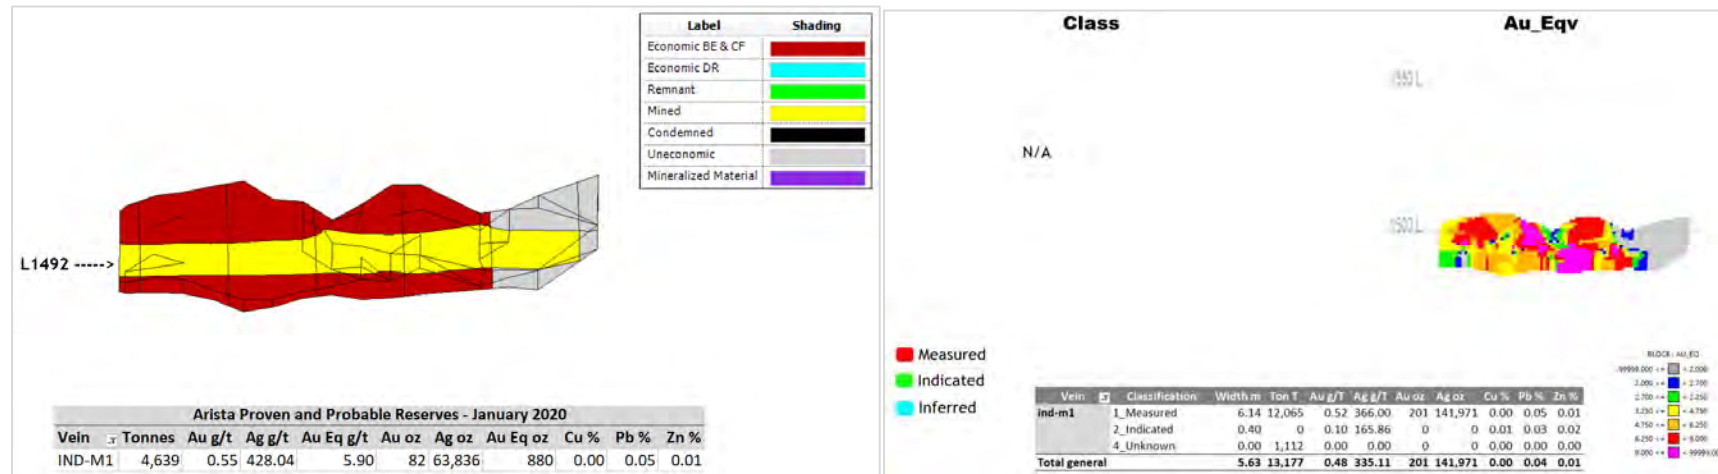 Label Shading
Economic BE & CF
Economic DR
Remnant
Mined
Condemned
Uneconomic
Mineralized Material
L1492 ----->
Arista Proven and Probable Reserves - January 2020
Vein Tonnes Au g/t Ag g/t Au Eq g/t Au oz Ag oz Au Eq oz Cu % Pb % Zn %
IND-M1 4,639 0.55 428.04 5.90 82 63,836 880 0.00 0.05 0.01
Class
Au_Eqv
N/A
Measured
Indicated
Inferred
Vein Classification Width m Ton T Au g/T Ag g/T Au oz Ag oz Cu % Pb % Zn %
ind-m1 1_Measured 6.14 12,065 0.52 366.00 201 141,971 0.00 0.05 0.01
2_Indicated 0.40 0 0.10 165.86 0 0 0.01 0.03 0.02
4_Unknown 0.00 1,112 0.00 0.00 0 0 0.00 0.00 0.00
Total general 5.63 13,177 0.48 335.11 201 141,971 0.00 0.04 0.01
BLOCK: AU_EQ